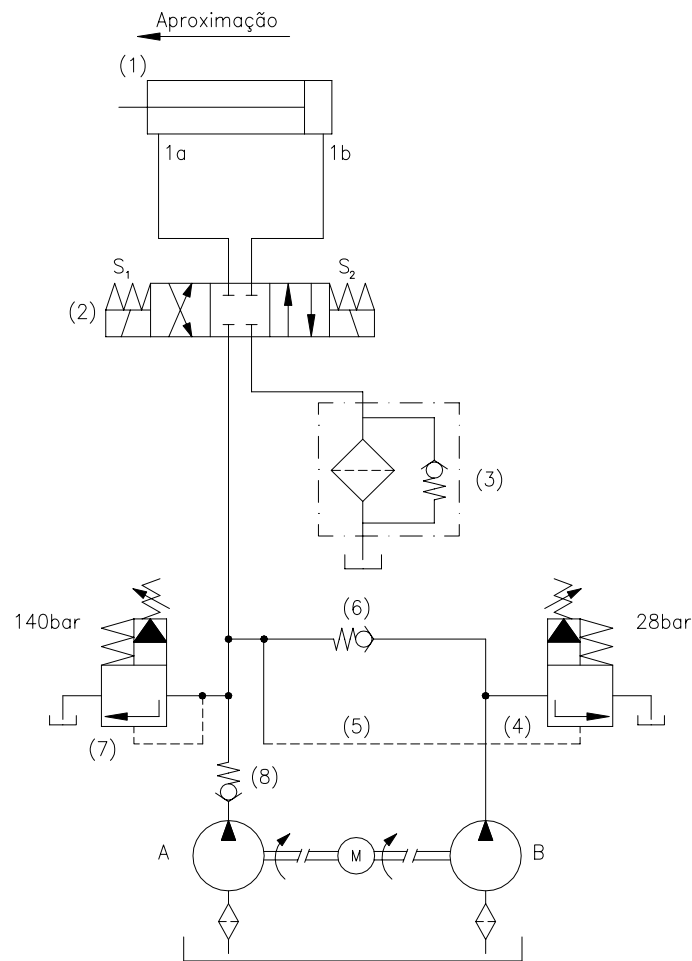 Aproximação
(1)
1a
1b
S₁
S₂
(2)
(3)
140bar
(6)
28bar
(7)
(5)
(4)
(8)
A
M
B